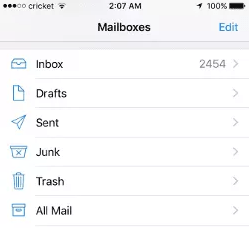 cricket 2:07 AM 100%
Mailboxes Edit
Inbox 2454
Drafts
Sent
Junk
Trash
All Mail